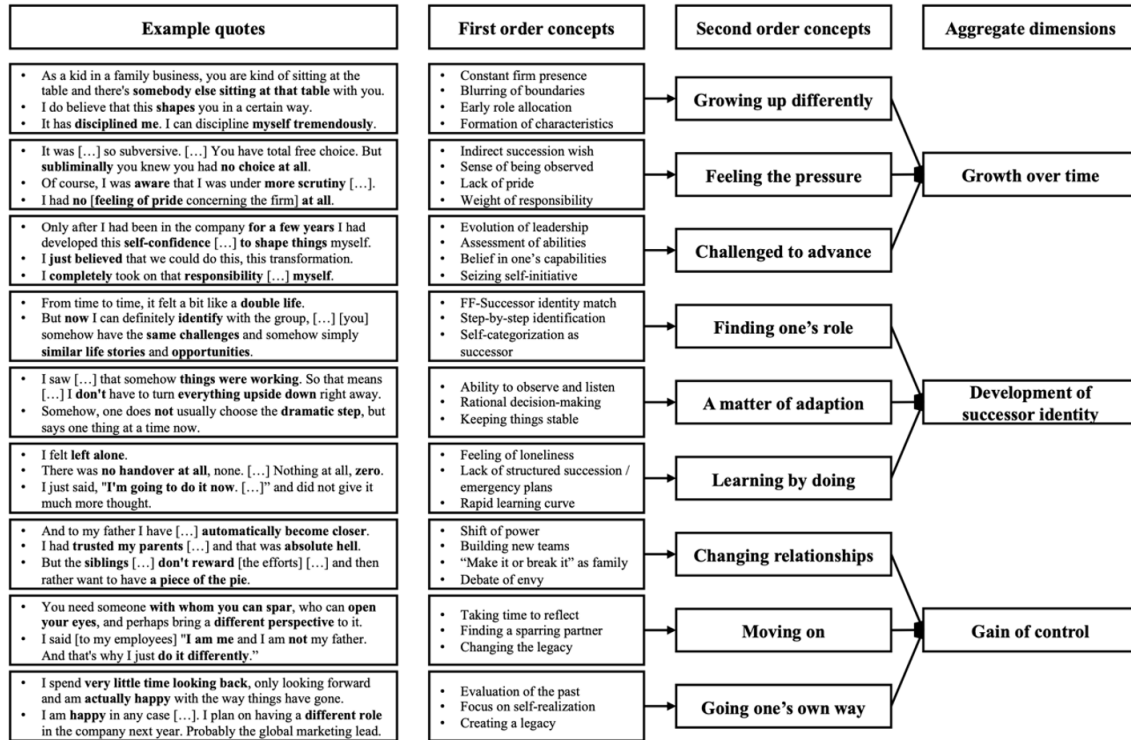 Example quotes
First order concepts
Second order concepts
Aggregate dimensions
• As a kid in a family business, you are kind of sitting at the
table and there's somebody else sitting at that table with you.
• I do believe that this shapes you in a certain way.
• It has disciplined me. I can discipline myself tremendously.
• Constant firm presence
• Blurring of boundaries
• Early role allocation
• Formation of characteristics
Growing up differently
• It was […] so subversive. […] You have total free choice. But
subliminally you knew you had no choice at all.
• Of course, I was aware that I was under more scrutiny […].
• I had no [feeling of pride concerning the firm] at all.
• Indirect succession wish
• Sense of being observed
• Lack of pride
• Weight of responsibility
Feeling the pressure
Growth over time
• Only after I had been in the company for a few years I had
developed this self-confidence […] to shape things myself.
• I just believed that we could do this, this transformation.
• I completely took on that responsibility […] myself.
• Evolution of leadership
• Assessment of abilities
• Belief in one's capabilities
• Seizing self-initiative
Challenged to advance
• From time to time, it felt a bit like a double life.
• But now I can definitely identify with the group, […] [you]
somehow have the same challenges and somehow simply
similar life stories and opportunities.
• FF-Successor identity match
• Step-by-step identification
• Self-categorization as
successor
Finding one's role
• I saw […] that somehow things were working. So that means
[…] I don't have to turn everything upside down right away.
• Somehow, one does not usually choose the dramatic step, but
says one thing at a time now.
• Ability to observe and listen
• Rational decision-making
• Keeping things stable
A matter of adaption
Development of
successor identity
• I felt left alone.
• There was no handover at all, none. […] Nothing at all, zero.
• I just said, "I'm going to do it now. […]” and did not give it
much more thought.
• Feeling of loneliness
• Lack of structured succession /
emergency plans
• Rapid learning curve
Learning by doing
• And to my father I have […] automatically become closer.
• I had trusted my parents […] and that was absolute hell.
• But the siblings […] don't reward [the efforts] […] and then
rather want to have a piece of the pie.
• Shift of power
• Building new teams
• “Make it or break it” as family
• Debate of envy
Changing relationships
• You need someone with whom you can spar, who can open
your eyes, and perhaps bring a different perspective to it.
• I said [to my employees] "I am me and I am not my father.
And that's why I just do it differently.”
• Taking time to reflect
• Finding a sparring partner
• Changing the legacy
Moving on
Gain of control
• I spend very little time looking back, only looking forward
and am actually happy with the way things have gone.
• I am happy in any case […]. I plan on having a different role
in the company next year. Probably the global marketing lead.
• Evaluation of the past
• Focus on self-realization
• Creating a legacy
Going one's own way